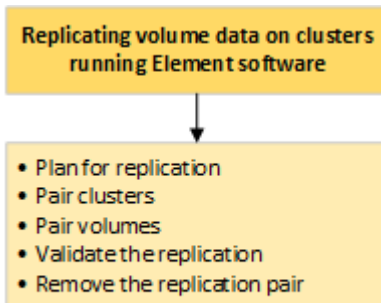 Replicating volume data on clusters
running Element software
• Plan for replication
• Pair clusters
• Pair volumes
• Validate the replication
• Remove the replication pair